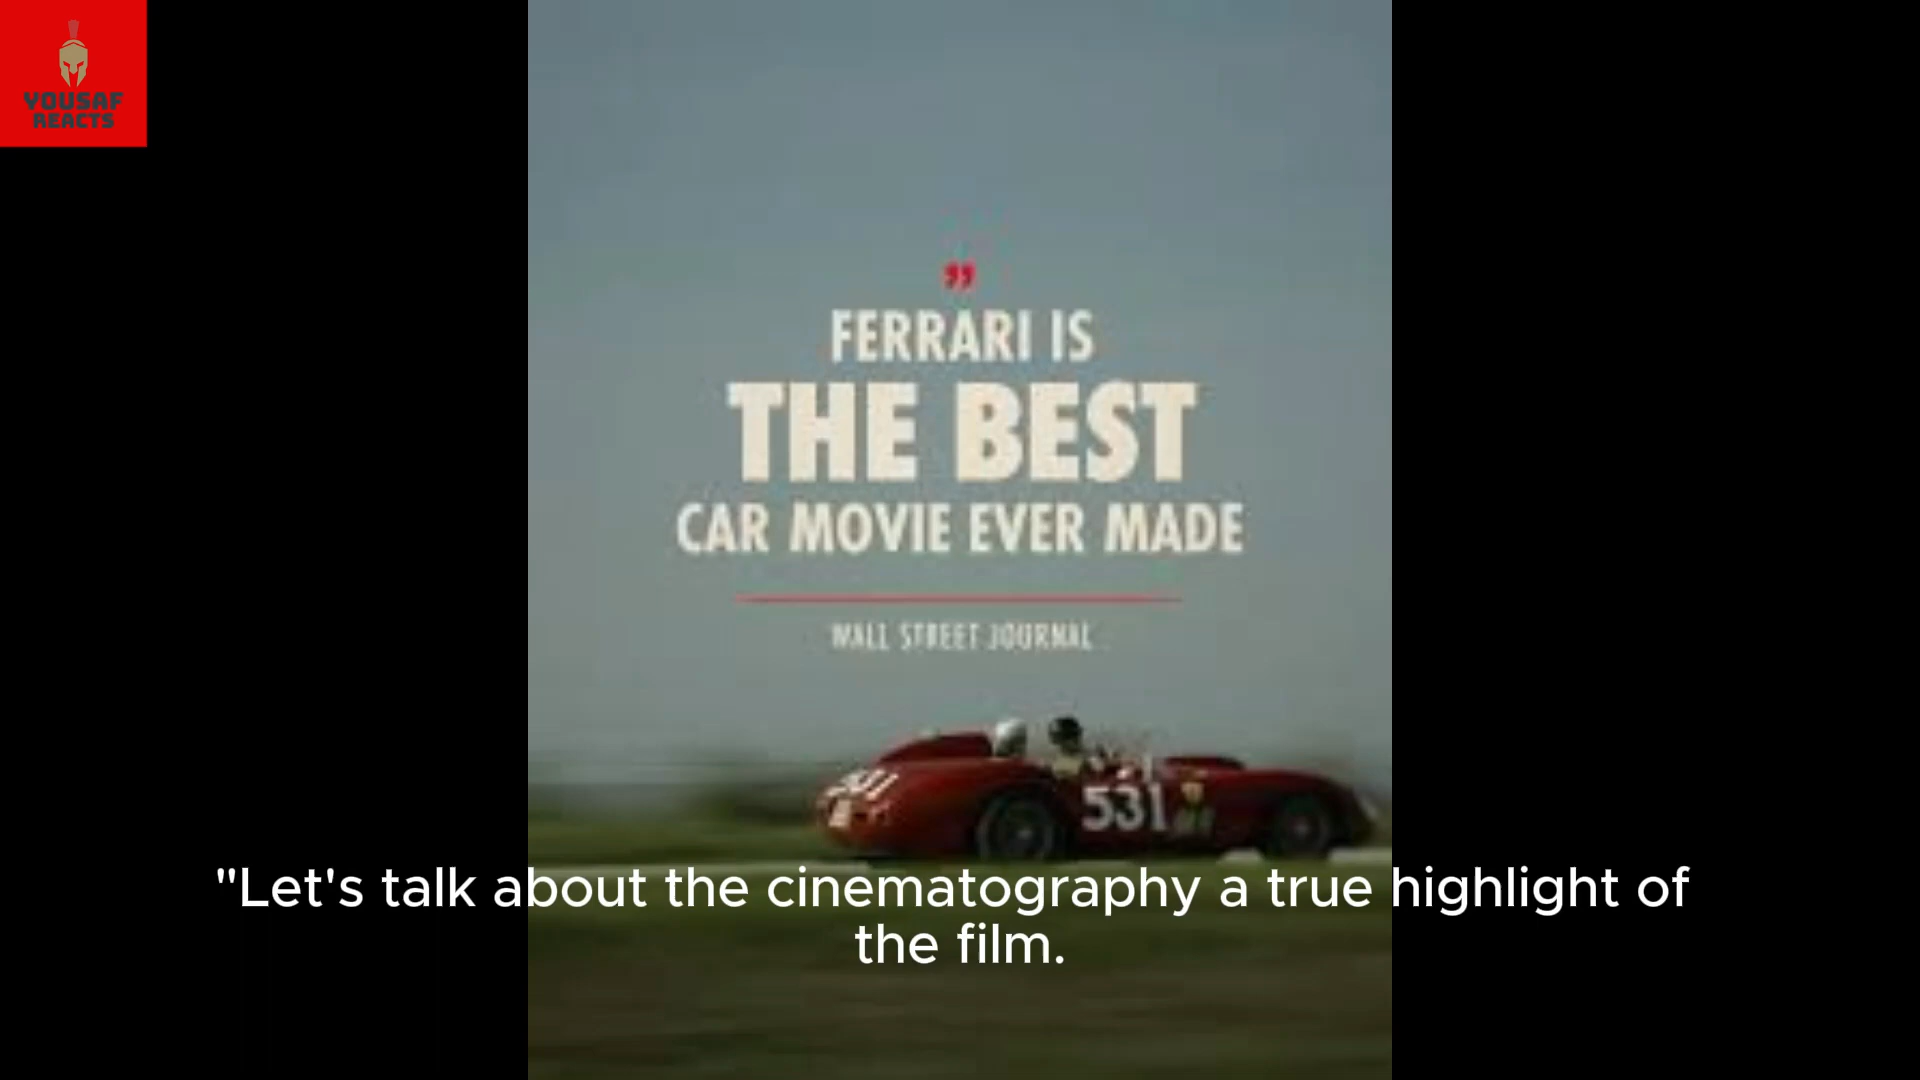 YOUSAF
REACTS
”
FERRARI IS
THE BEST
CAR MOVIE EVER MADE
WALL STREET JOURNAL
531
"Let's talk about the cinematography a true highlight of
the film.